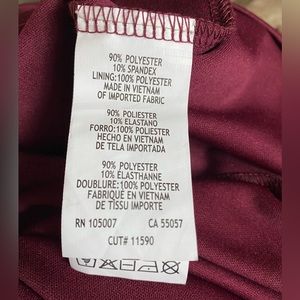 90% POLYESTER
10% SPANDEX
LINING:100% POLYESTER
MADE IN VIETNAM
OF IMPORTED FABRIC
90% POLIESTER
10% ELASTANO
FORRO:100% POLIESTER
HECHO EN VIETNAM
DE TELA IMPORTADA
90% POLYESTER
10% ELASTHANNE
DOUBLURE:100% POLYESTER
FABRIQUÉ EN VIETNAM
DE TISSU IMPORTE
RN 105007 CA 55057
CUT# 11590